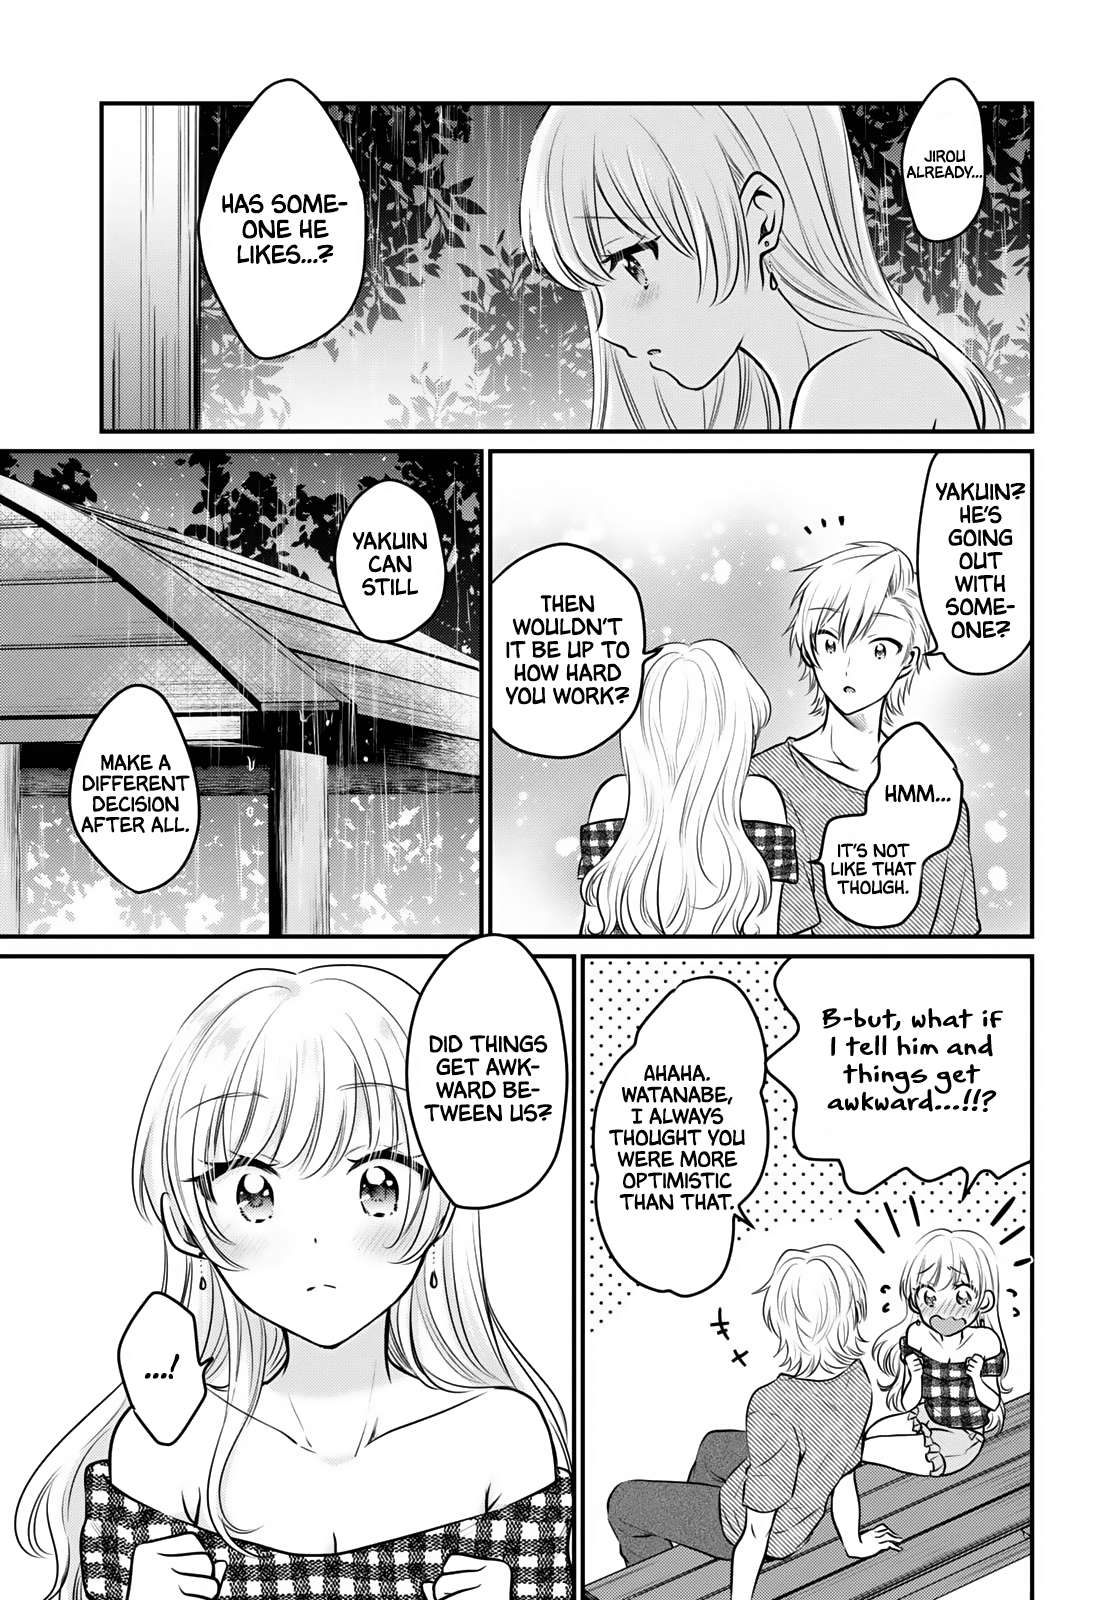 JIROU
ALREADY...
HAS SOME-
ONE HE
LIKES...?
YAKUIN?
HE'S
GOING
OUT
WITH
SOME-
ONE?
HMM...
IT'S NOT
LIKE THAT
THOUGH.
THEN
WOULDN'T
IT BE UP TO
HOW HARD
YOU WORK?
YAKUIN
CAN
STILL
MAKE A
DIFFERENT
DECISION
AFTER ALL.
B-but, what if
I tell him and
things get
awkward...!!?
AHAHA.
WATANABE,
I ALWAYS
THOUGHT YOU
WERE MORE
OPTIMISTIC
THAN THAT.
DID THINGS
GET AWK-
WARD BE-
TWEEN US?
....!